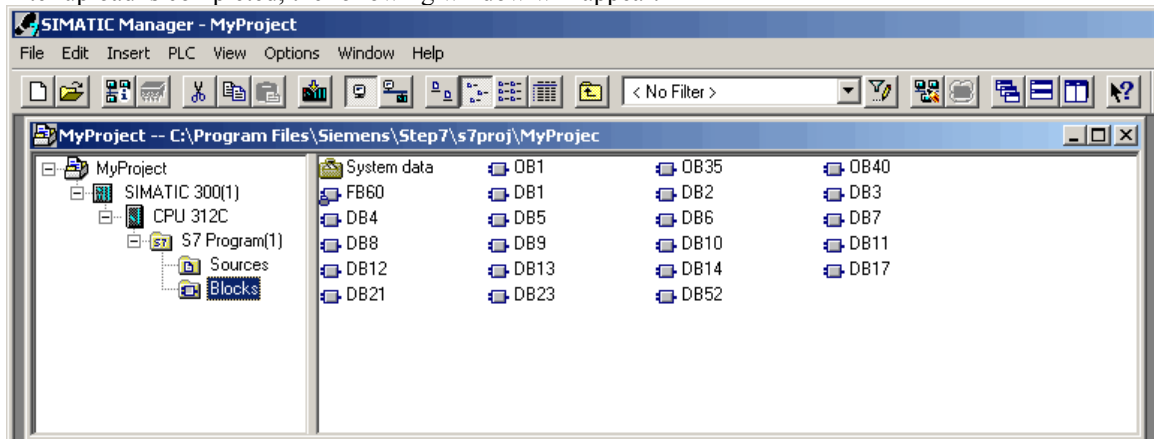 SIMATIC Manager - MyProject
File Edit Insert PLC View Options Window Help
< No Filter >
MyProject -- C:\Program Files\Siemens\Step7\s7proj\MyProjec
MyProject
SIMATIC 300(1)
CPU 312C
S7 Program(1)
Sources
Blocks
System data OB1 OB35 OB40
FB60 DB1 DB2 DB3
DB4 DB5 DB6 DB7
DB8 DB9 DB10 DB11
DB12 DB13 DB14 DB17
DB21 DB23 DB52